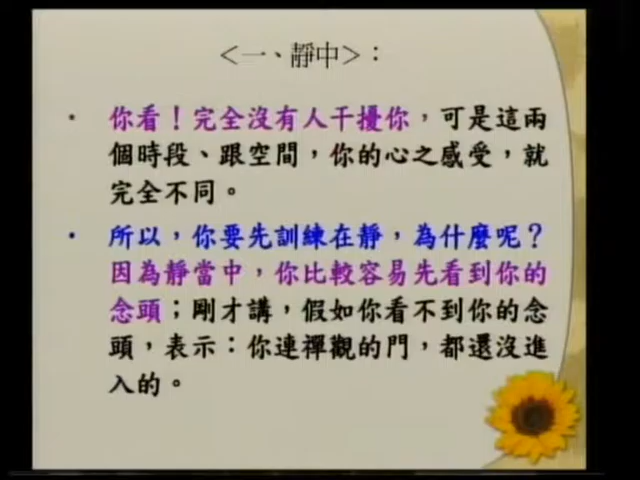 ＜一、靜中＞：
• 你看！完全沒有人干擾你，可是這兩
個時段、跟空間，你的心之感受，就
完全不同。
• 所以，你要先訓練在靜，為什麼呢？
因為靜當中，你比較容易先看到你的
念頭；剛才講，假如你看不到你的念
頭，表示：你連禪觀的門，都還沒進
入的。